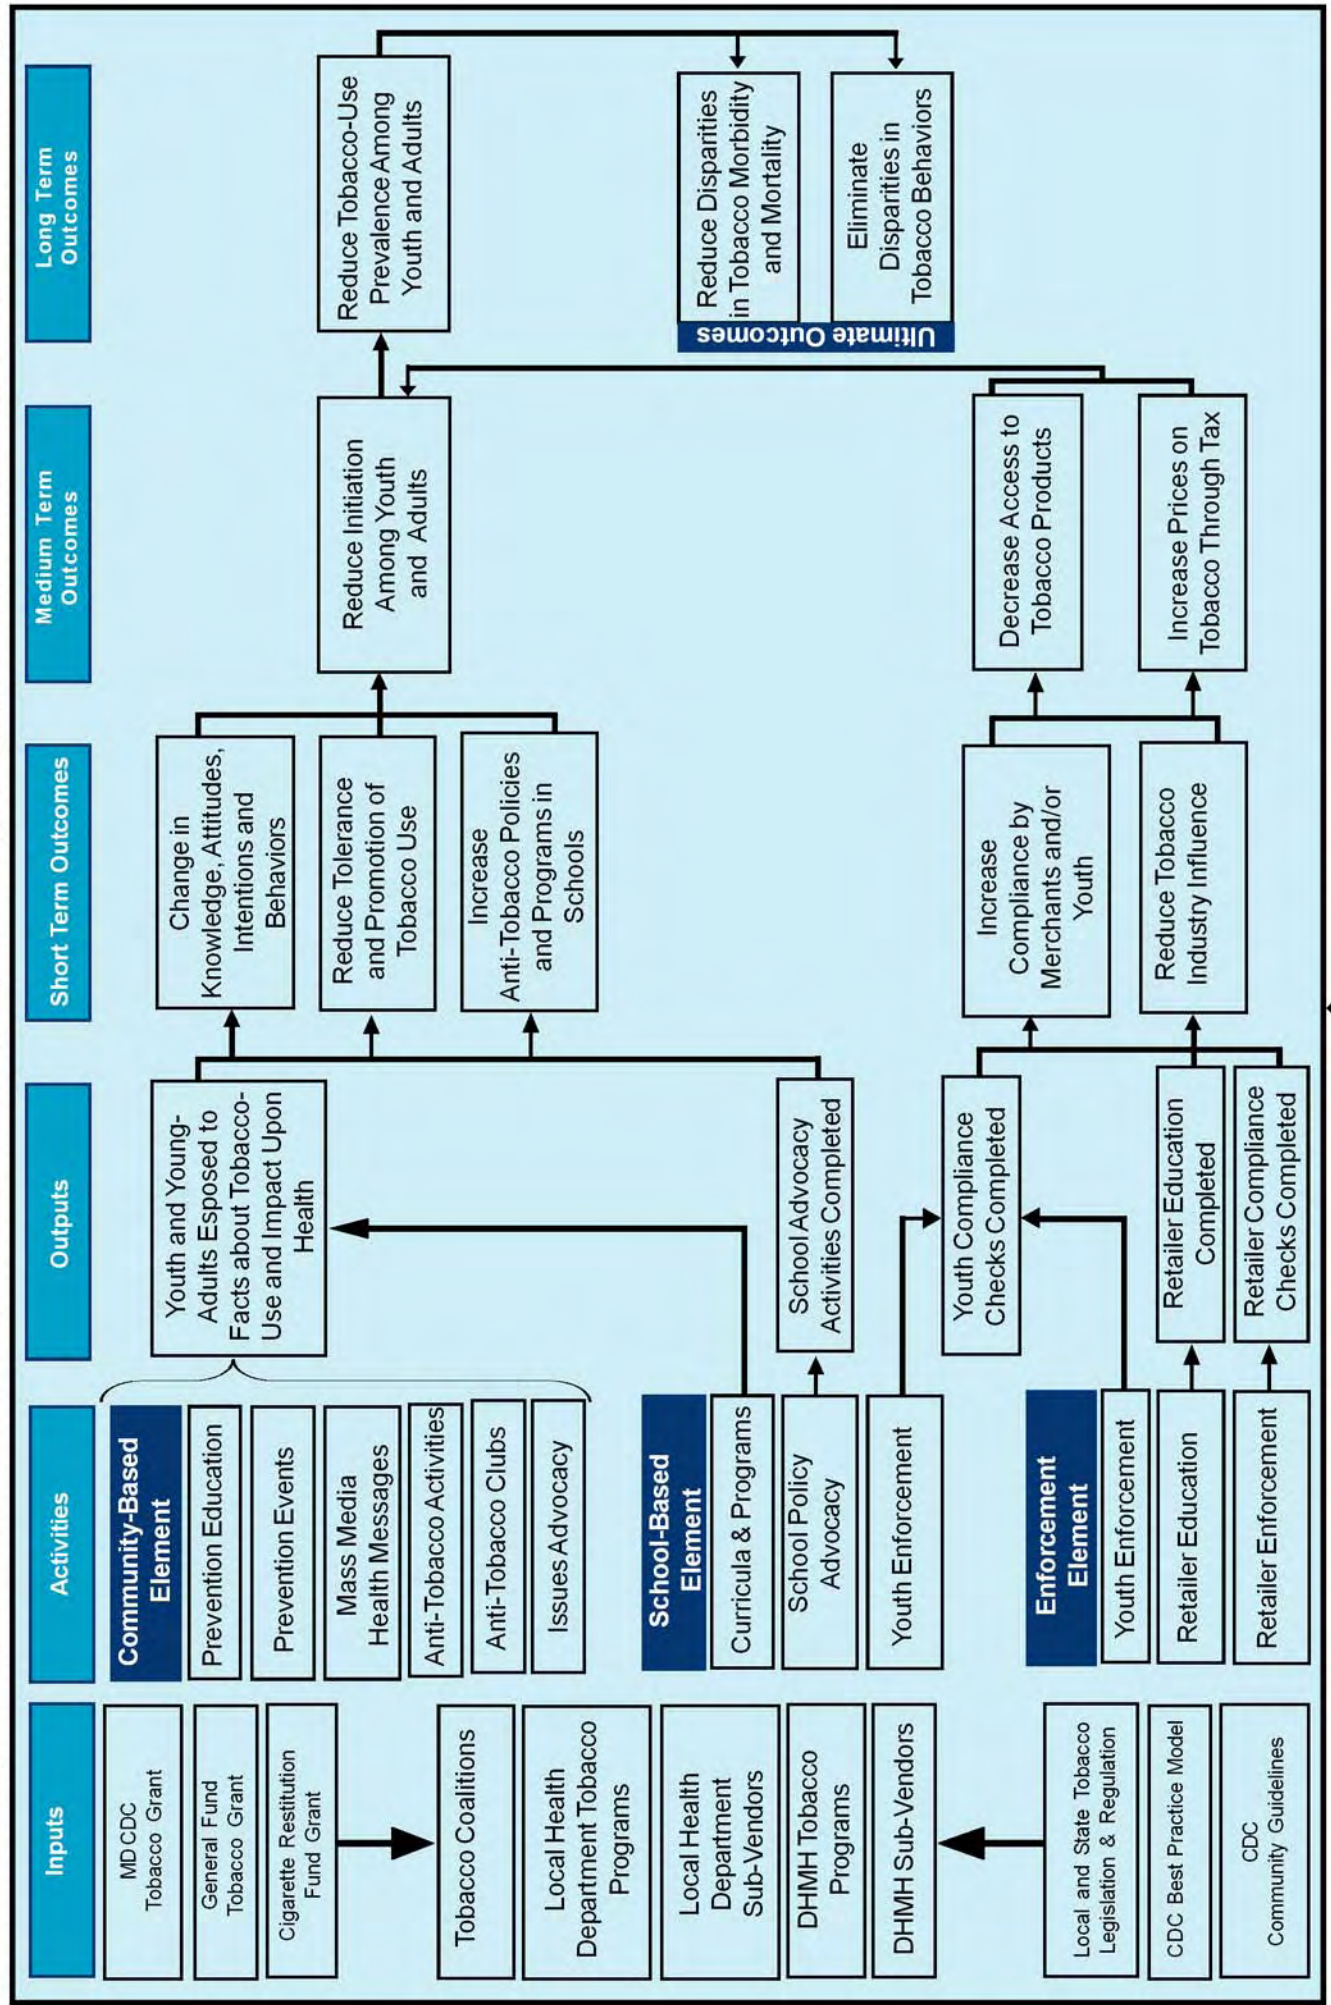 Inputs
MD CDC
Tobacco Grant
General Fund
Tobacco Grant
Cigarette Restitution
Fund Grant
Tobacco Coalitions
Local Health
Department Tobacco
Programs
Local Health
Department
Sub-Vendors
DHMH Tobacco
Programs
DHMH Sub-Vendors
Local and State Tobacco
Legislation & Regulation
CDC Best Practice Model
CDC
Community Guidelines
Activities
Community-Based
Element
Prevention Education
Prevention Events
Mass Media
Health Messages
Anti-Tobacco Activities
Anti-Tobacco Clubs
Issues Advocacy
School-Based
Element
Curricula & Programs
School Policy
Advocacy
Youth Enforcement
Enforcement
Element
Youth Enforcement
Retailer Education
Retailer Enforcement
Outputs
Youth and Young-
Adults Esposed to
Facts about Tobacco-
Use and Impact Upon
Health
School Advocacy
Activities Completed
Youth Compliance
Checks Completed
Retailer Education
Completed
Retailer Compliance
Checks Completed
Short Term Outcomes
Change in
Knowledge, Attitudes,
Intentions and
Behaviors
Reduce Tolerance
and Promotion of
Tobacco Use
Increase
Anti-Tobacco Policies
and Programs in
Schools
Increase
Compliance by
Merchants and/or
Youth
Reduce Tobacco
Industry Influence
Medium Term
Outcomes
Reduce Initiation
Among Youth
and Adults
Decrease Access to
Tobacco Products
Increase Prices on
Tobacco Through Tax
Long Term
Outcomes
Reduce Tobacco-Use
Prevalence Among
Youth and Adults
Ultimate Outcomes
Reduce Disparities
in Tobacco Morbidity
and Mortality
Eliminate
Disparities in
Tobacco Behaviors